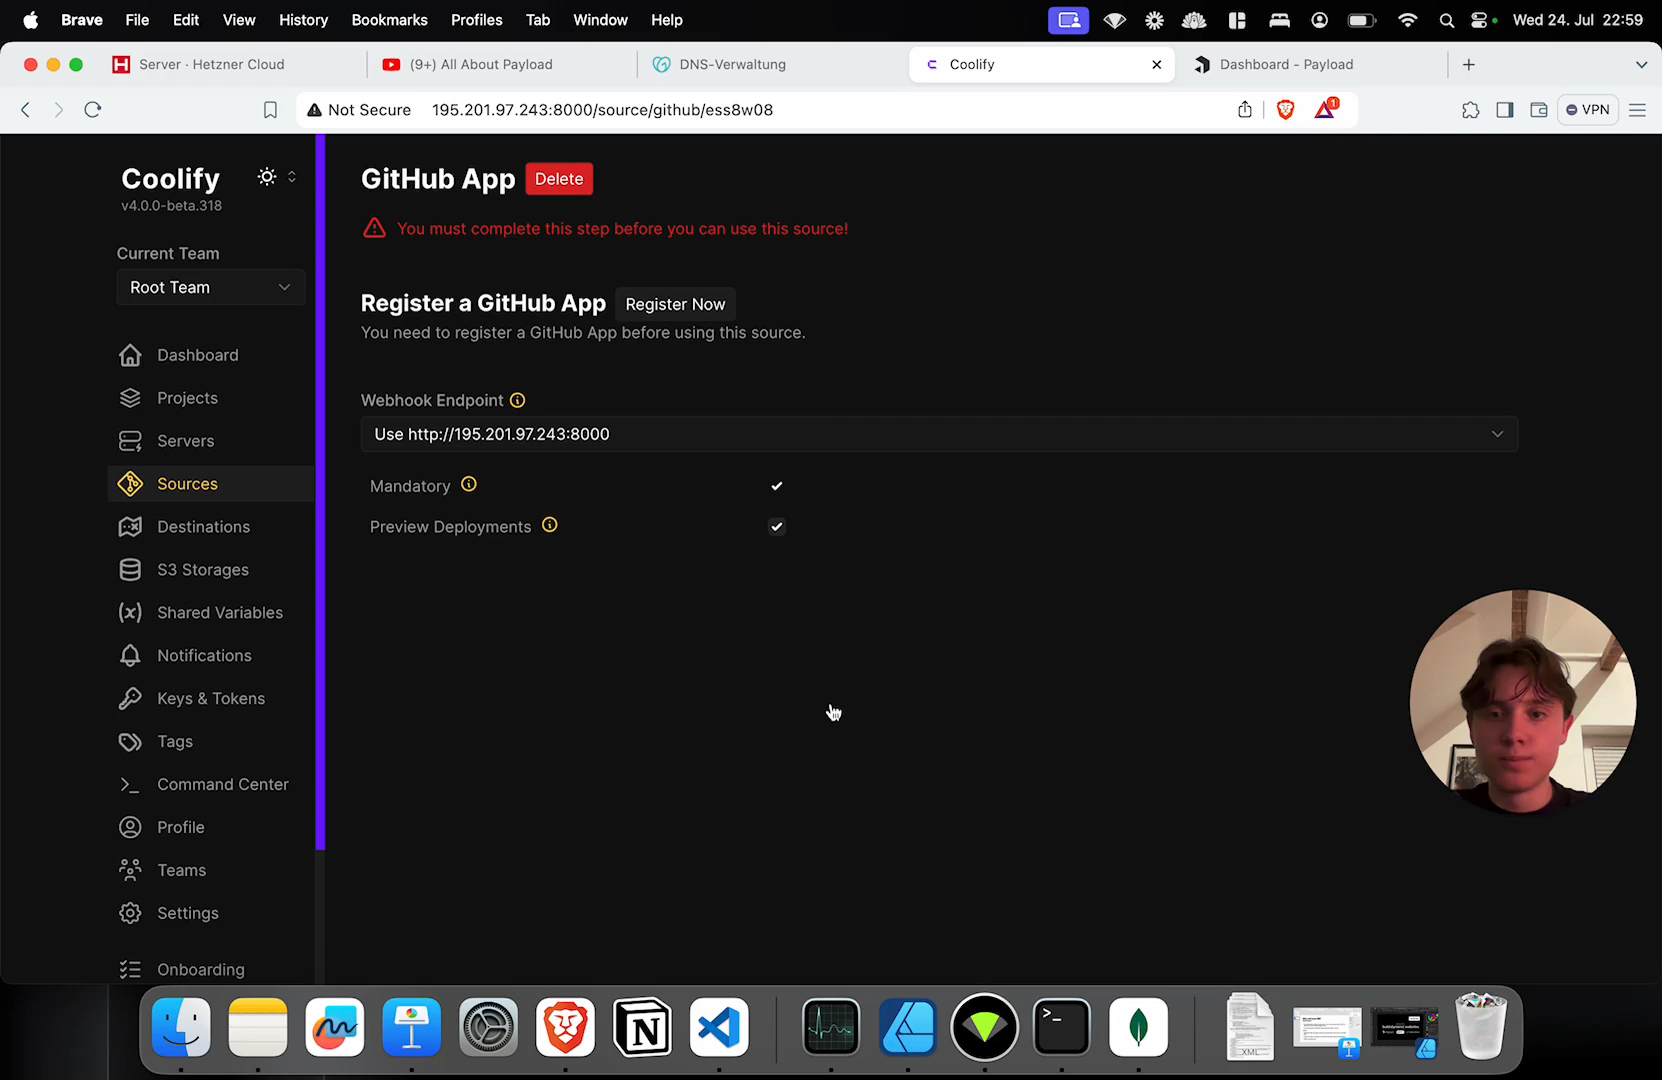 Brave File Edit View History Bookmarks Profiles Tab Window Help Wed 24. Jul 22:59
H Server · Hetzner Cloud (9+) All About Payload DNS-Verwaltung Coolify Dashboard - Payload
Not Secure 195.201.97.243:8000/source/github/ess8w08 1 VPN
Coolify
v4.0.0-beta.318
Current Team
Root Team
Dashboard
Projects
Servers
Sources
Destinations
S3 Storages
Shared Variables
Notifications
Keys & Tokens
Tags
Command Center
Profile
Teams
Settings
Onboarding
GitHub App Delete
You must complete this step before you can use this source!
Register a GitHub App Register Now
You need to register a GitHub App before using this source.
Webhook Endpoint
Use http://195.201.97.243:8000
Mandatory
Preview Deployments
XML